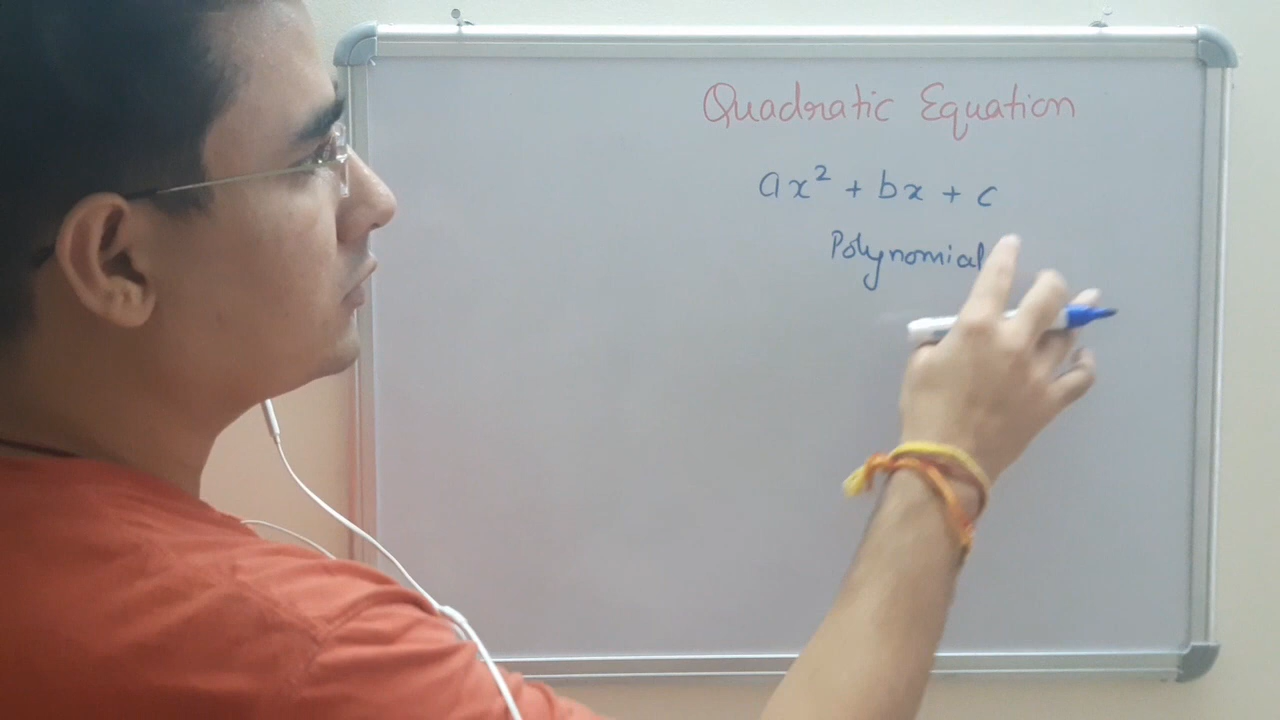 Quadratic Equation
ax² + bx + c
Polynomial